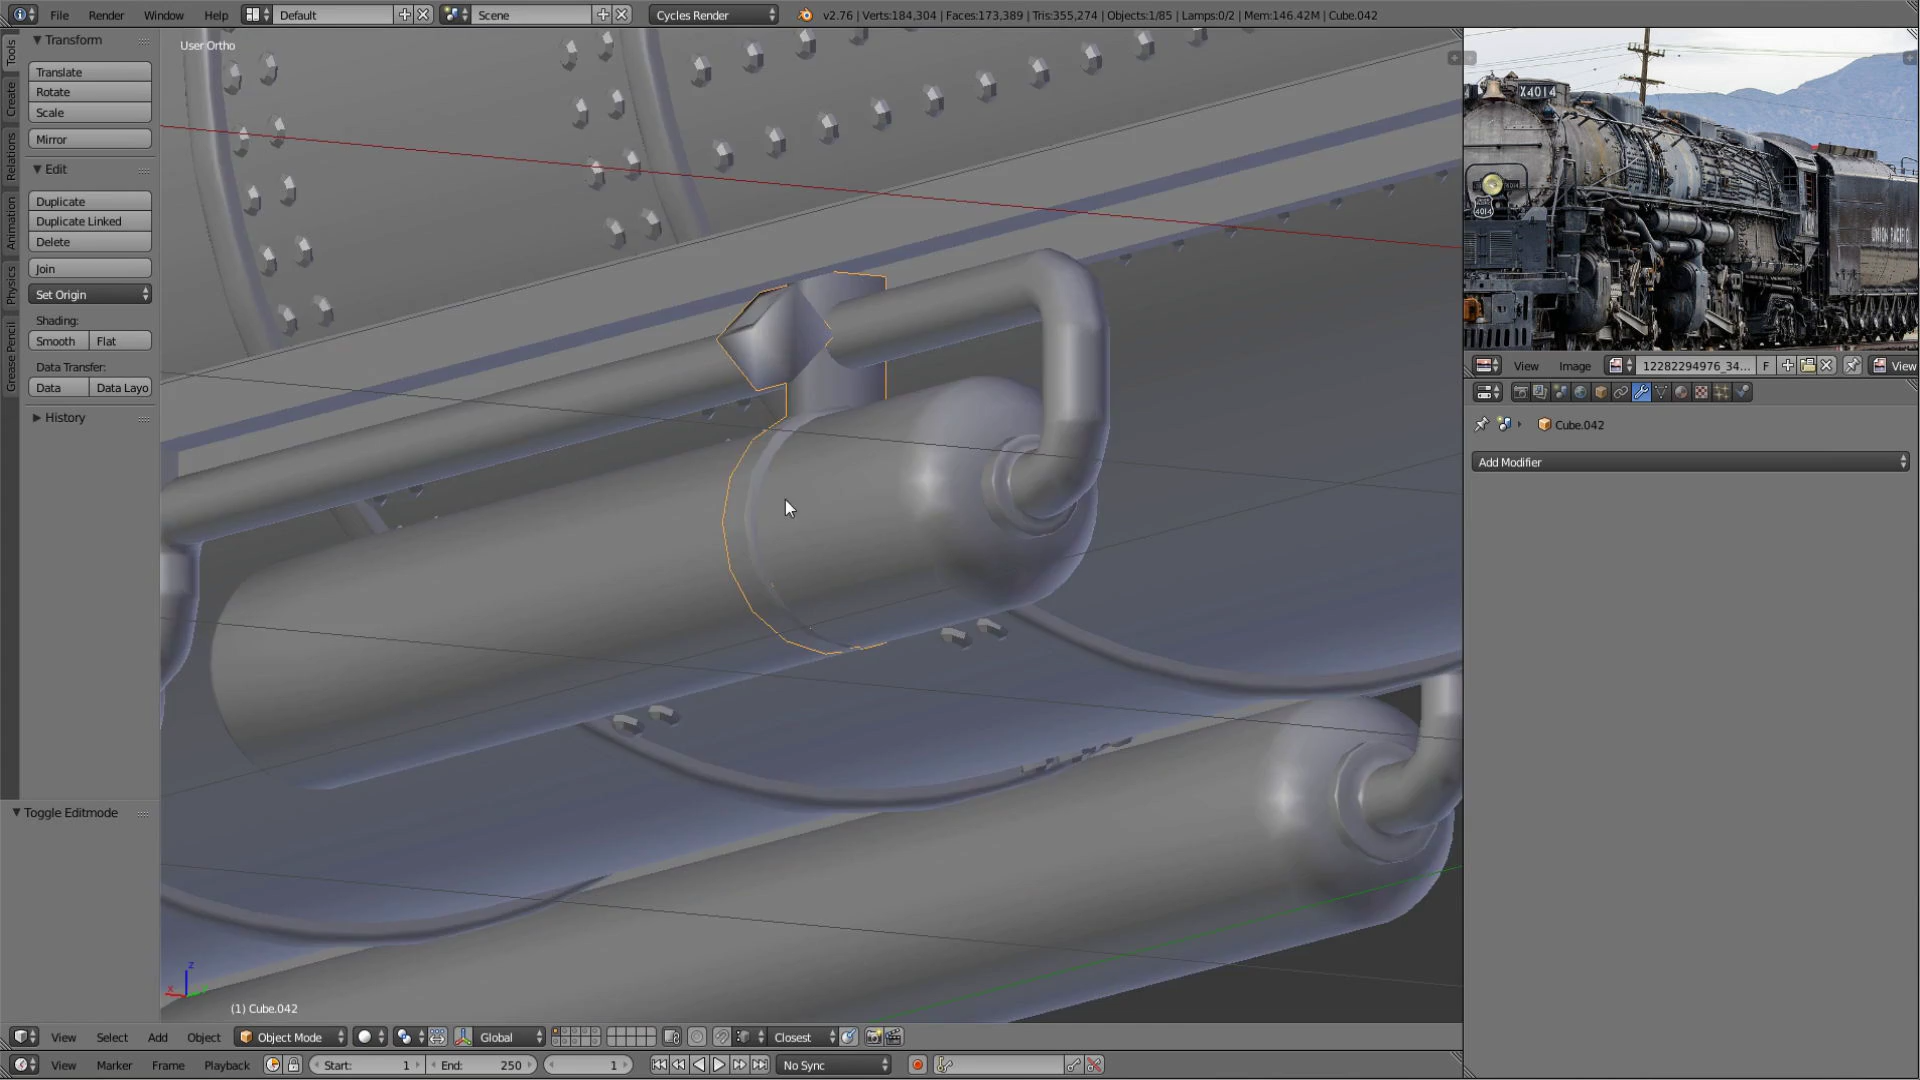 File Render Window Help Default Scene Cycles Render v2.76 | Verts:184,304 | Faces:173,389 | Tris:355,274 | Objects:1/85 | Lamps:0/2 | Mem:146.42M | Cube.042
Tools
Create
Relations
Animation
Physics
Grease Pencil
Transform
Translate
Rotate
Scale
Mirror
Edit
Duplicate
Duplicate Linked
Delete
Join
Set Origin
Shading:
Smooth Flat
Data Transfer:
Data Data Layo
History
Toggle Editmode
User Ortho
X4014
4014
UNION PACIFIC
View Image 12282294976_34... F View
Cube.042
Add Modifier
z
x
(1) Cube.042
View Select Add Object Object Mode Global Closest
View Marker Frame Playback Start: 1 End: 250 1 No Sync